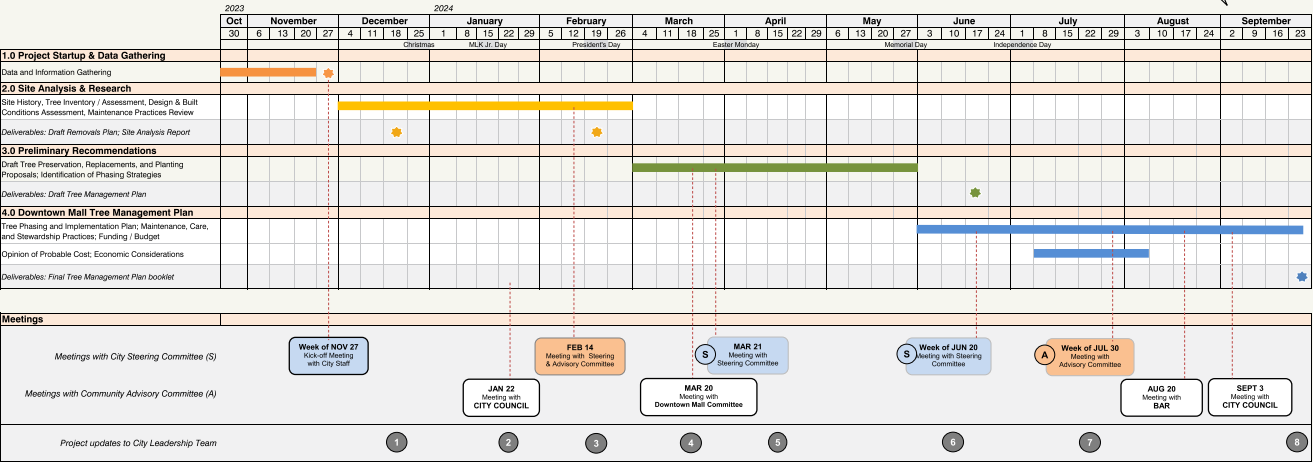 2023 2024
Oct November December January February March April May June July August September
30 6 13 20 27 4 11 18 26 1 8 15 22 29 5 12 20 26 4 11 18 25 1 8 15 22 29 6 13 20 27 3 10 17 24 1 8 15 22 29 3 10 17 24 2 9 16 23
Christmas MLK Jr. Day President's Day Easter Monday Memorial Day Independence Day
1.0 Project Startup & Data Gathering
Data and Information Gathering
2.0 Site Analysis & Research
Site History, Tree Inventory / Assessment, Design & Built
Conditions Assessment, Maintenance Practices Review
Deliverables: Draft Removals Plan; Site Analysis Report
3.0 Preliminary Recommendations
Draft Tree Preservation, Replacements, and Planting
Proposals; Identification of Phasing Strategies
Deliverables: Draft Tree Management Plan
4.0 Downtown Mall Tree Management Plan
Tree Phasing and Implementation Plan; Maintenance, Care,
and Stewardship Practices; Funding / Budget
Opinion of Probable Cost; Economic Considerations
Deliverables: Final Tree Management Plan booklet
Meetings
Meetings with City Steering Committee (S)
Week of NOV 27
Kick-off Meeting
with City Staff
FEB 14
Meeting with Steering
& Advisory Committee
S
MAR 21
Meeting with
Steering Committee
S
Week of JUN 20
Meeting with Steering
Committee
A
Week of JUL 30
Meeting with
Advisory Committee
Meetings with Community Advisory Committee (A)
JAN 22
Meeting with
CITY COUNCIL
MAR 20
Meeting with
Downtown Mall Committee
AUG 20
Meeting with
BAR
SEPT 3
Meeting with
CITY COUNCIL
Project updates to City Leadership Team
1 2 3 4 5 6 7 8